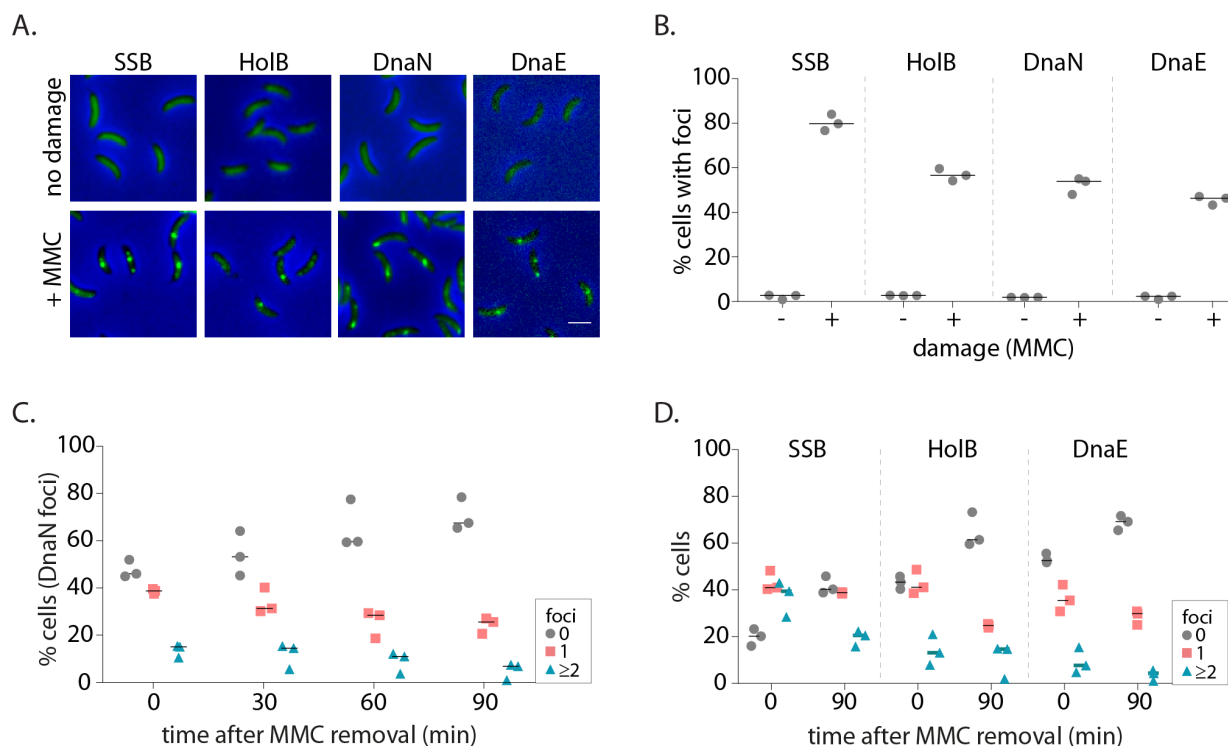 A.
SSB HolB DnaN DnaE
no damage
+ MMC
B.
SSB HolB DnaN DnaE
% cells with foci
100
80
60
40
20
0
- + - + - + - +
damage (MMC)
C.
% cells (DnaN foci)
100
80
60
40
20
0
0 30 60 90
time after MMC removal (min)
foci
0
1
≥2
D.
SSB HolB DnaE
% cells
100
80
60
40
20
0
0 90 0 90 0 90
time after MMC removal (min)
foci
0
1
≥2